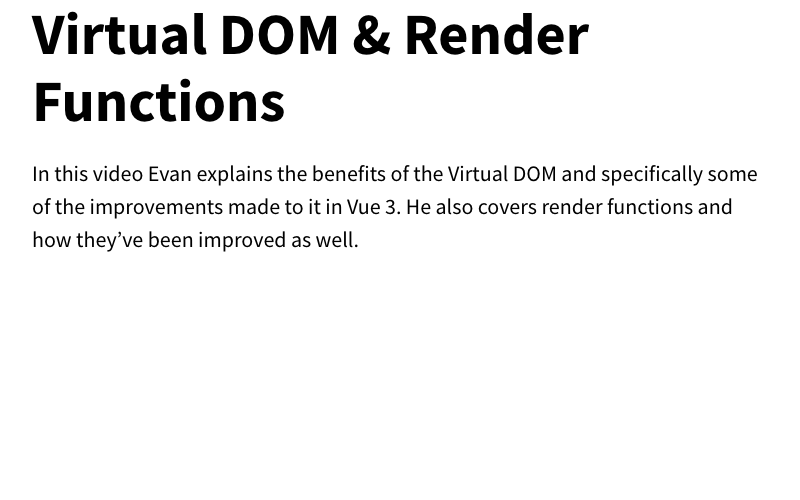 Virtual DOM & Render
Functions
In this video Evan explains the benefits of the Virtual DOM and specifically some
of the improvements made to it in Vue 3. He also covers render functions and
how they’ve been improved as well.